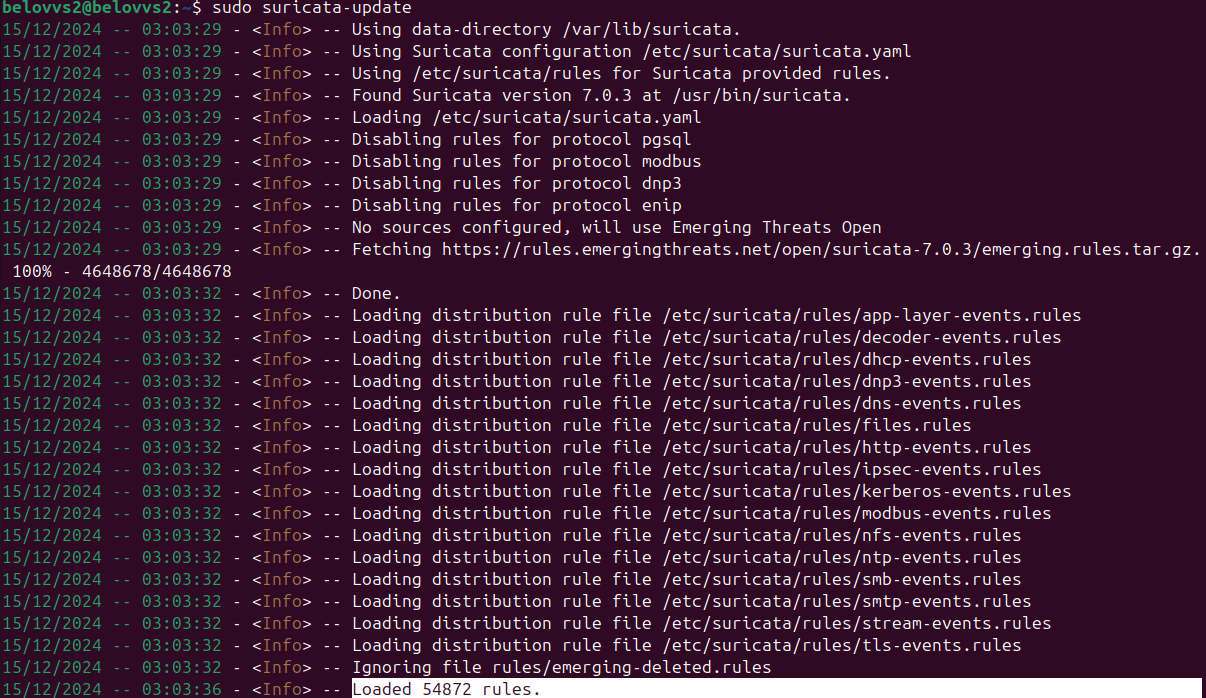 belovvs2@belovvs2:~$ sudo suricata-update
15/12/2024 -- 03:03:29 - <Info> -- Using data-directory /var/lib/suricata.
15/12/2024 -- 03:03:29 - <Info> -- Using Suricata configuration /etc/suricata/suricata.yaml
15/12/2024 -- 03:03:29 - <Info> -- Using /etc/suricata/rules for Suricata provided rules.
15/12/2024 -- 03:03:29 - <Info> -- Found Suricata version 7.0.3 at /usr/bin/suricata.
15/12/2024 -- 03:03:29 - <Info> -- Loading /etc/suricata/suricata.yaml
15/12/2024 -- 03:03:29 - <Info> -- Disabling rules for protocol pgsql
15/12/2024 -- 03:03:29 - <Info> -- Disabling rules for protocol modbus
15/12/2024 -- 03:03:29 - <Info> -- Disabling rules for protocol dnp3
15/12/2024 -- 03:03:29 - <Info> -- Disabling rules for protocol enip
15/12/2024 -- 03:03:29 - <Info> -- No sources configured, will use Emerging Threats Open
15/12/2024 -- 03:03:29 - <Info> -- Fetching https://rules.emergingthreats.net/open/suricata-7.0.3/emerging.rules.tar.gz.
100% - 4648678/4648678
15/12/2024 -- 03:03:32 - <Info> -- Done.
15/12/2024 -- 03:03:32 - <Info> -- Loading distribution rule file /etc/suricata/rules/app-layer-events.rules
15/12/2024 -- 03:03:32 - <Info> -- Loading distribution rule file /etc/suricata/rules/decoder-events.rules
15/12/2024 -- 03:03:32 - <Info> -- Loading distribution rule file /etc/suricata/rules/dhcp-events.rules
15/12/2024 -- 03:03:32 - <Info> -- Loading distribution rule file /etc/suricata/rules/dnp3-events.rules
15/12/2024 -- 03:03:32 - <Info> -- Loading distribution rule file /etc/suricata/rules/dns-events.rules
15/12/2024 -- 03:03:32 - <Info> -- Loading distribution rule file /etc/suricata/rules/files.rules
15/12/2024 -- 03:03:32 - <Info> -- Loading distribution rule file /etc/suricata/rules/http-events.rules
15/12/2024 -- 03:03:32 - <Info> -- Loading distribution rule file /etc/suricata/rules/ipsec-events.rules
15/12/2024 -- 03:03:32 - <Info> -- Loading distribution rule file /etc/suricata/rules/kerberos-events.rules
15/12/2024 -- 03:03:32 - <Info> -- Loading distribution rule file /etc/suricata/rules/modbus-events.rules
15/12/2024 -- 03:03:32 - <Info> -- Loading distribution rule file /etc/suricata/rules/nfs-events.rules
15/12/2024 -- 03:03:32 - <Info> -- Loading distribution rule file /etc/suricata/rules/ntp-events.rules
15/12/2024 -- 03:03:32 - <Info> -- Loading distribution rule file /etc/suricata/rules/smb-events.rules
15/12/2024 -- 03:03:32 - <Info> -- Loading distribution rule file /etc/suricata/rules/smtp-events.rules
15/12/2024 -- 03:03:32 - <Info> -- Loading distribution rule file /etc/suricata/rules/stream-events.rules
15/12/2024 -- 03:03:32 - <Info> -- Loading distribution rule file /etc/suricata/rules/tls-events.rules
15/12/2024 -- 03:03:32 - <Info> -- Ignoring file rules/emerging-deleted.rules
15/12/2024 -- 03:03:36 - <Info> -- Loaded 54872 rules.